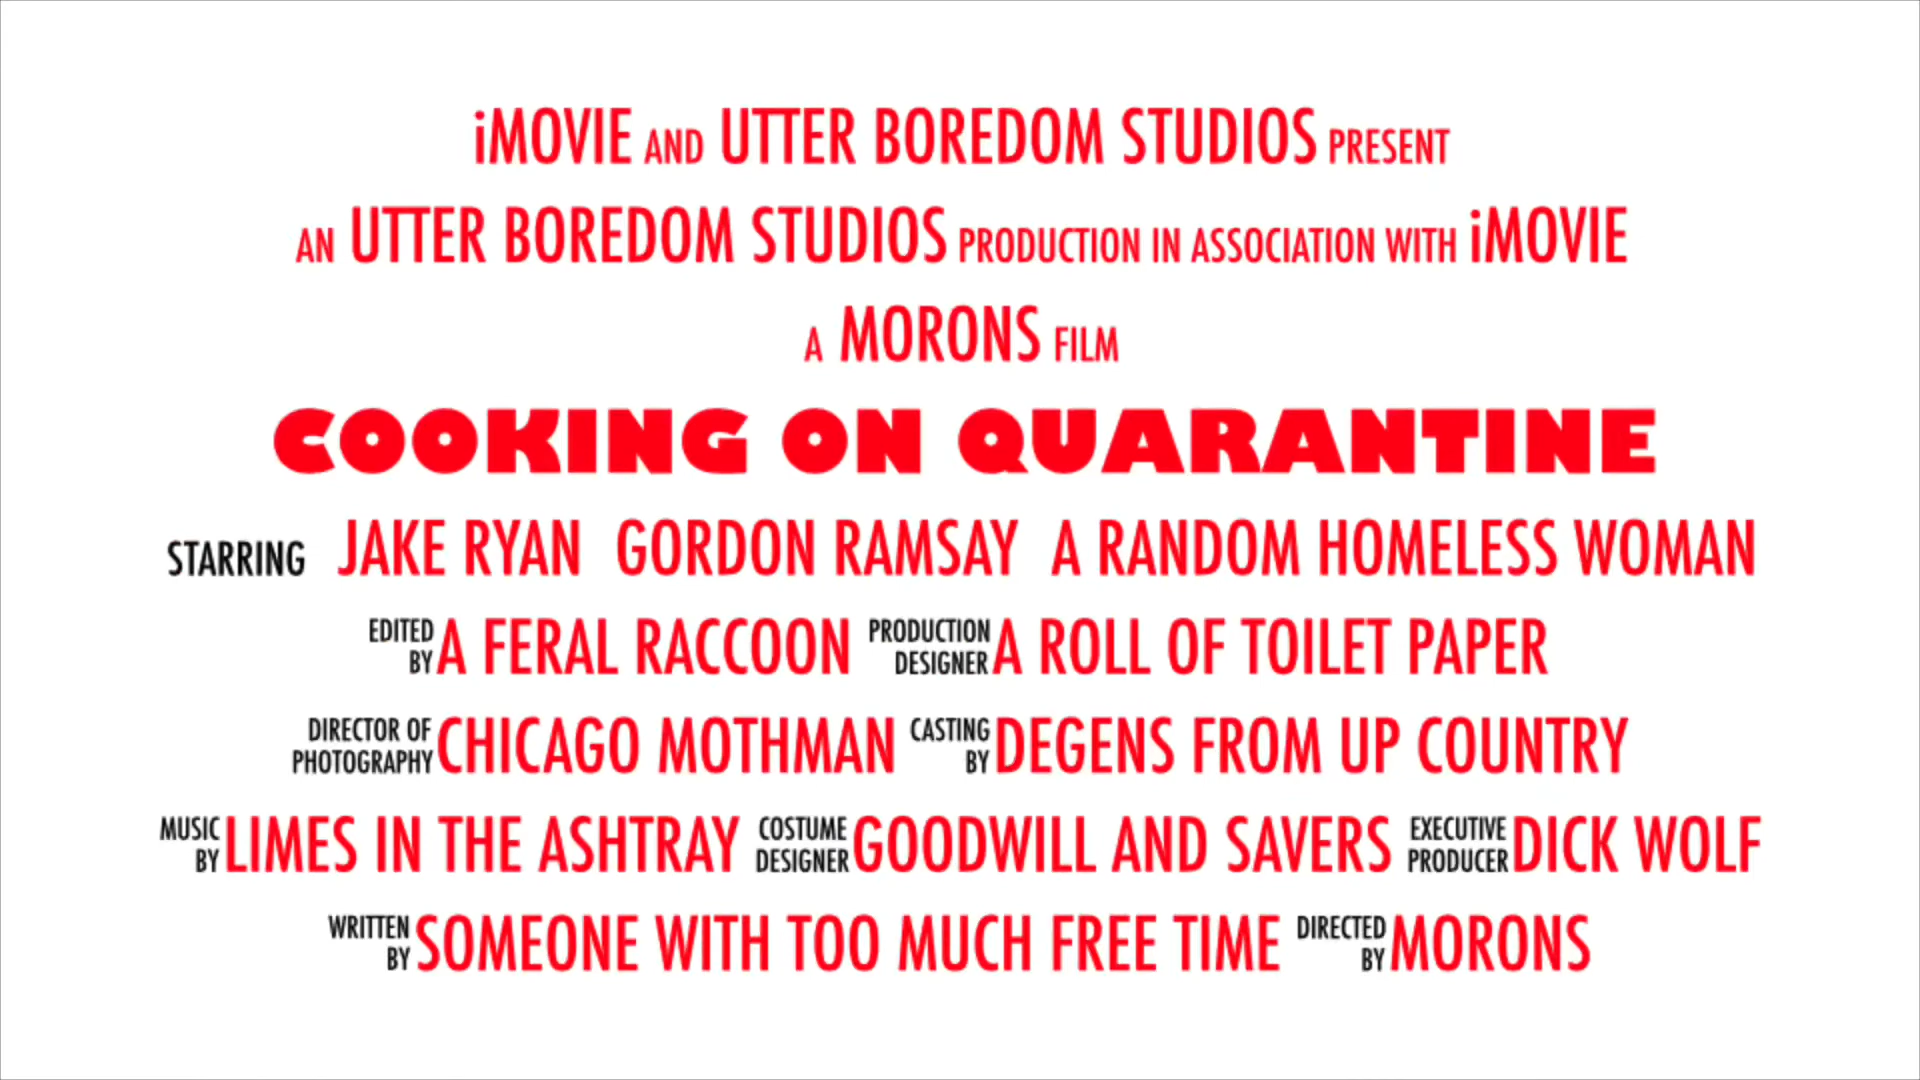 iMOVIE AND UTTER BOREDOM STUDIOS PRESENT
AN UTTER BOREDOM STUDIOS PRODUCTION IN ASSOCIATION WITH iMOVIE
A MORONS FILM
COOKING ON QUARANTINE
STARRING JAKE RYAN GORDON RAMSAY A RANDOM HOMELESS WOMAN
EDITED BY A FERAL RACCOON PRODUCTION DESIGNER A ROLL OF TOILET PAPER
DIRECTOR OF PHOTOGRAPHY CHICAGO MOTHMAN CASTING BY DEGENS FROM UP COUNTRY
MUSIC BY LIMES IN THE ASHTRAY COSTUME DESIGNER GOODWILL AND SAVERS EXECUTIVE PRODUCER DICK WOLF
WRITTEN BY SOMEONE WITH TOO MUCH FREE TIME DIRECTED BY MORONS